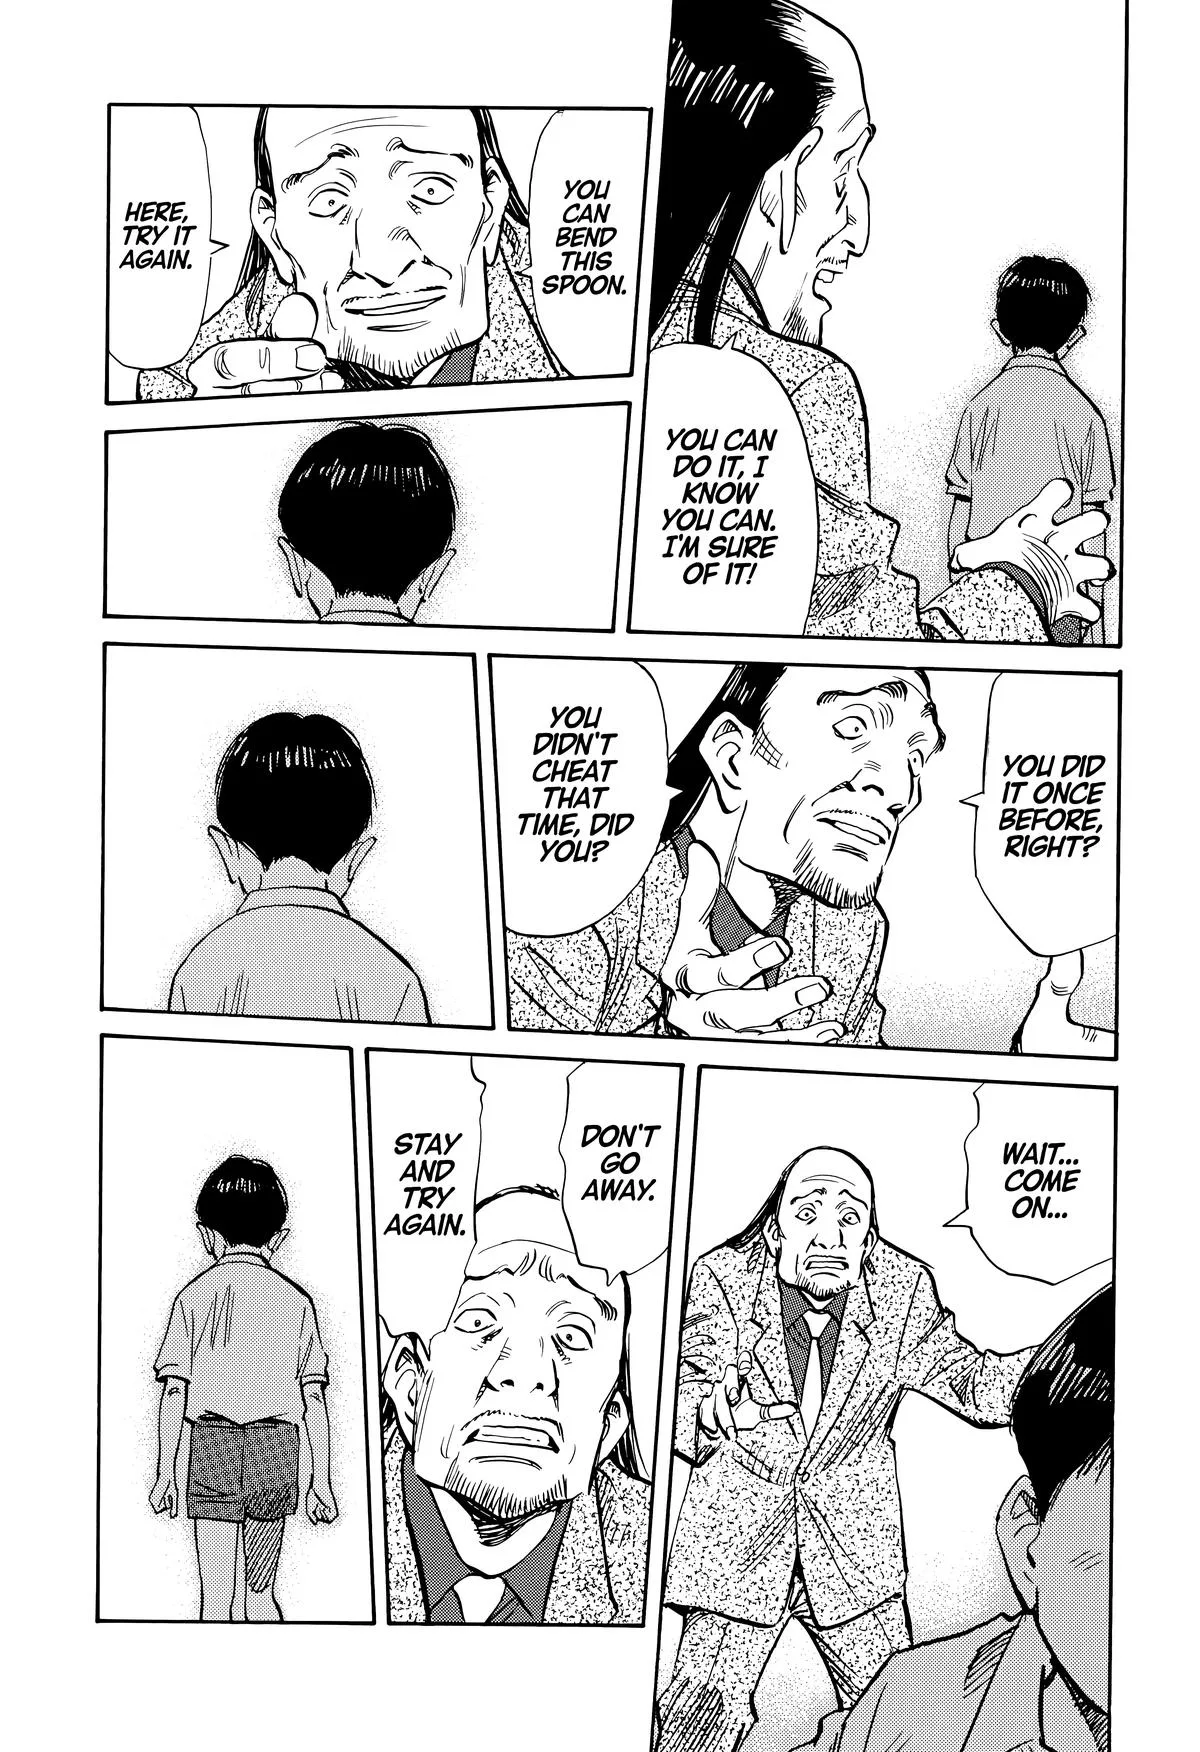 YOU CAN
DO IT, I
KNOW
YOU CAN.
I'M SURE
OF IT!
YOU
CAN
BEND
THIS
SPOON.
HERE,
TRY IT
AGAIN.
YOU DID
IT ONCE
BEFORE,
RIGHT?
YOU
DIDN'T
CHEAT
THAT
TIME, DID
YOU?
WAIT...
COME
ON...
DON'T
GO
AWAY.
STAY
AND
TRY
AGAIN.